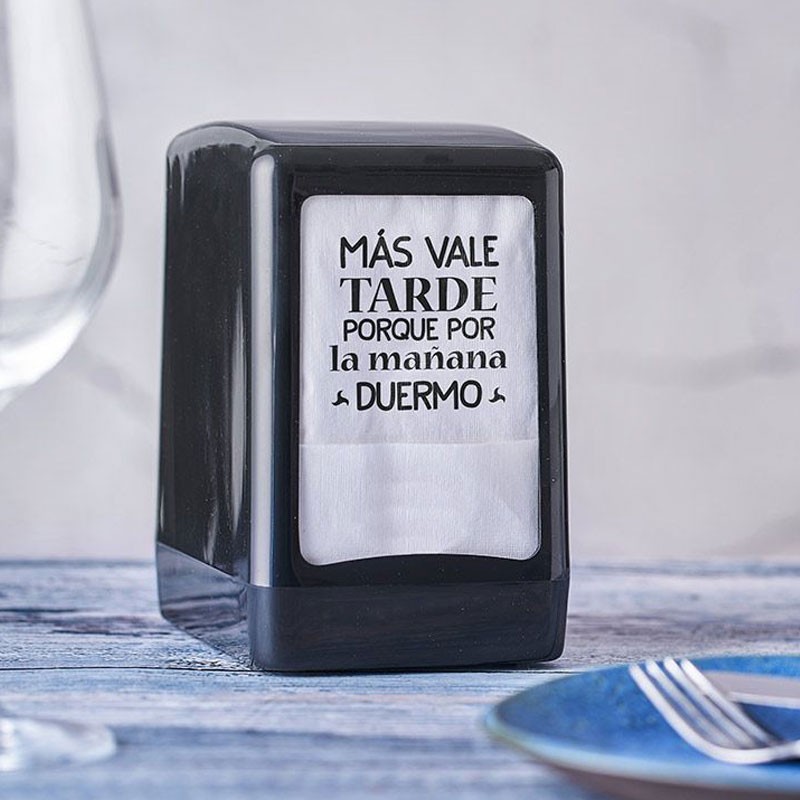 MÁS VALE
TARDE
PORQUE POR
la mañana
DUERMO